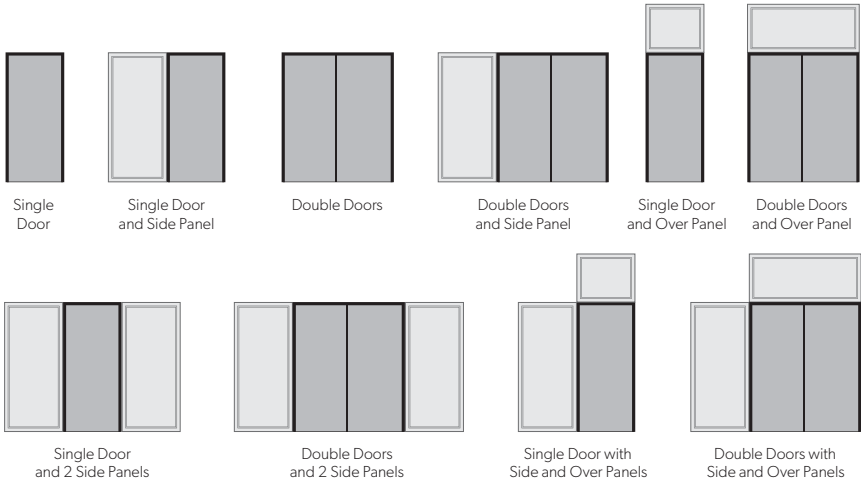 Single
Door
Single Door
and Side Panel
Double Doors
Double Doors
and Side Panel
Single Door
and Over Panel
Double Doors
and Over Panel
Single Door
and 2 Side Panels
Double Doors
and 2 Side Panels
Single Door with
Side and Over Panels
Double Doors with
Side and Over Panels